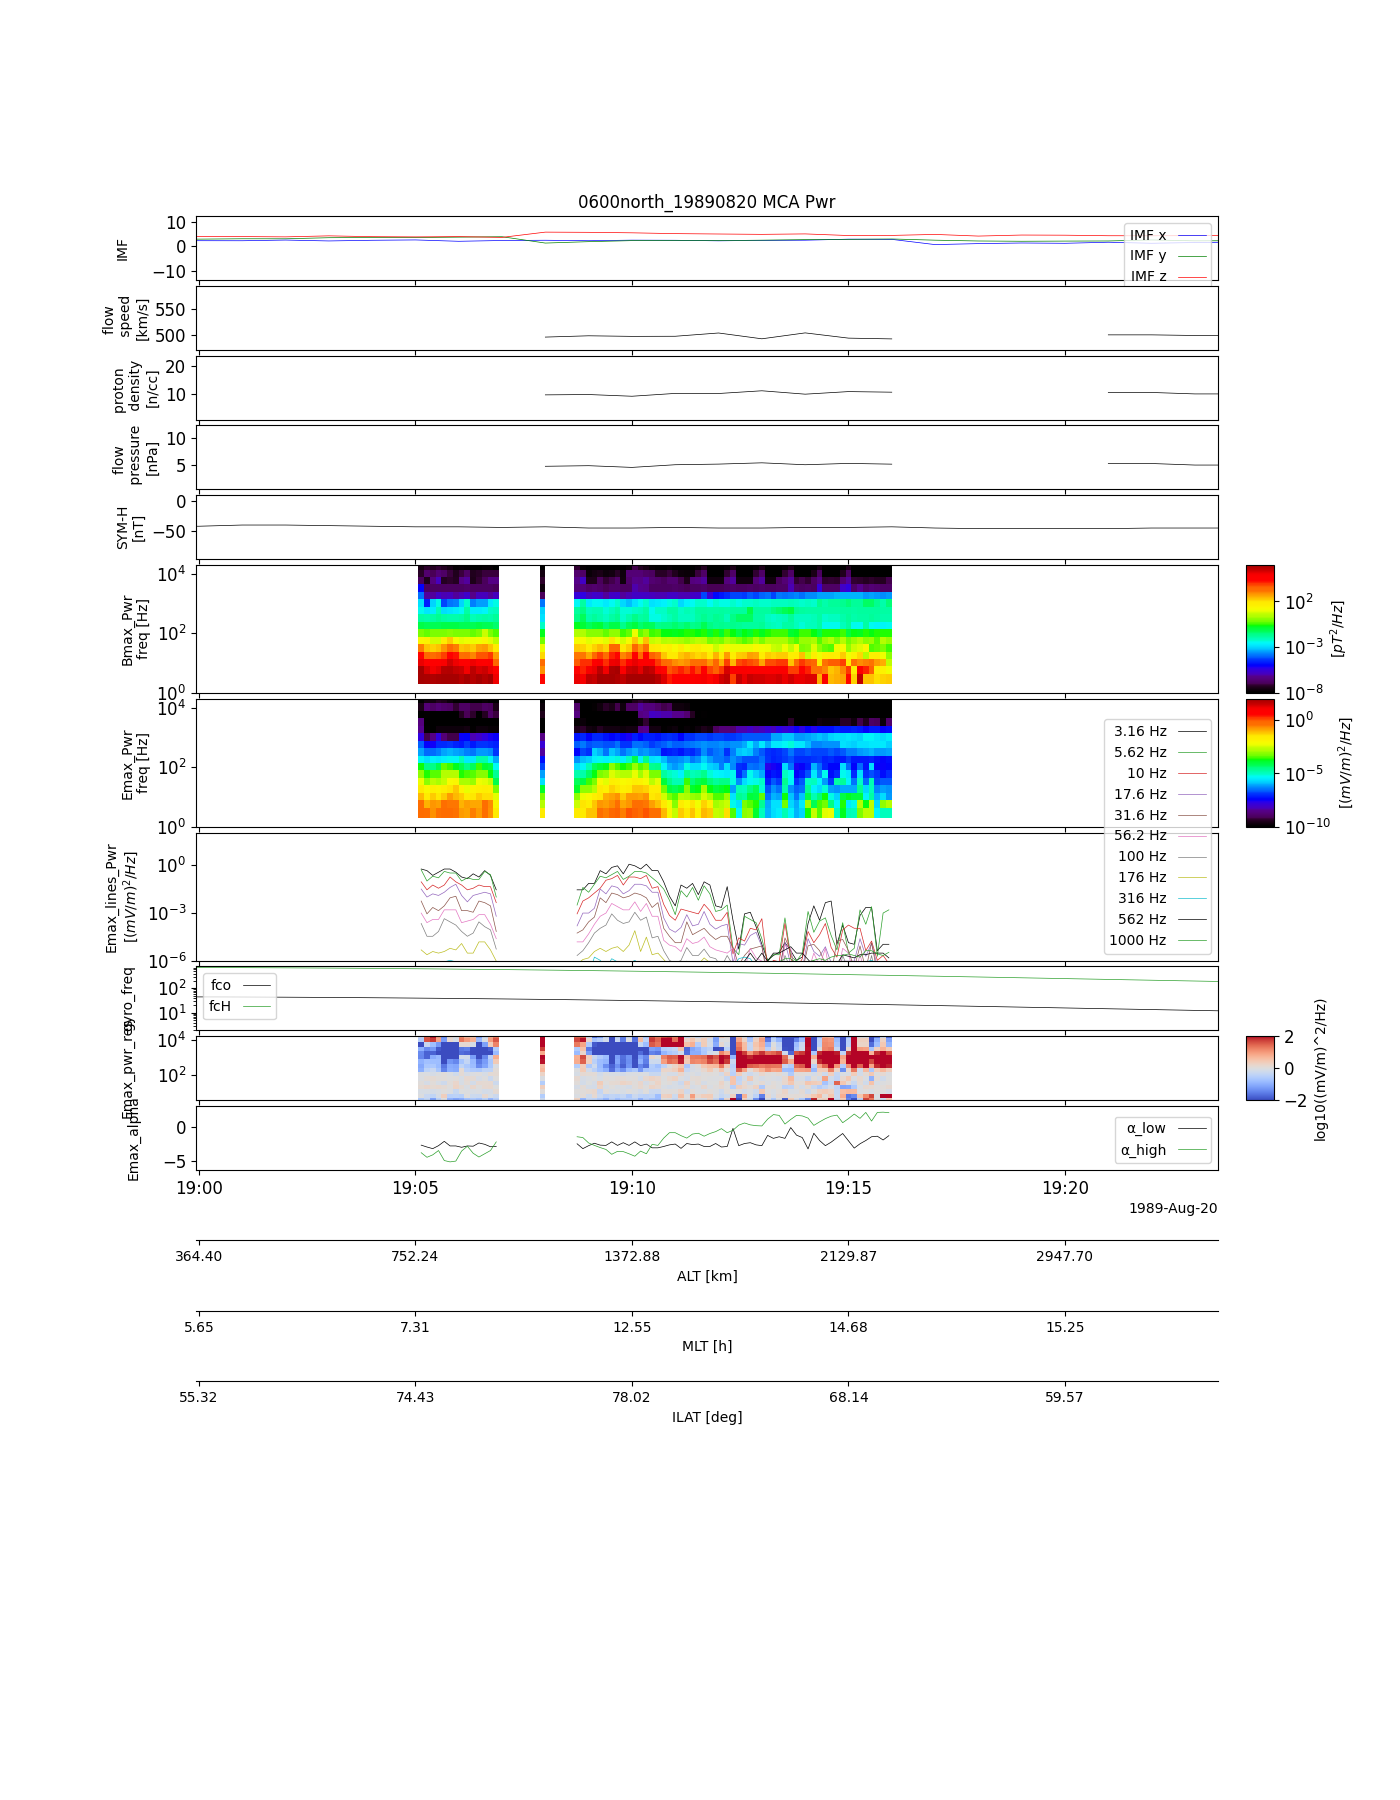 0600north_19890820 MCA Pwr
10
0
−10
IMF
IMF x
IMF y
IMF z
550
500
flow
speed
[km/s]
20
10
proton
density
[n/cc]
10
5
flow
pressure
[nPa]
0
−50
SYM-H
[nT]
10^4
10^2
10^0
Bmax_Pwr
freq [Hz]
10^2
10^−3
10^−8
[pT^2/Hz]
10^4
10^2
10^0
Emax_Pwr
freq [Hz]
10^0
10^−5
10^−10
[(mV/m)^2/Hz]
3.16 Hz
5.62 Hz
10 Hz
17.6 Hz
31.6 Hz
56.2 Hz
100 Hz
176 Hz
316 Hz
562 Hz
1000 Hz
10^0
10^−3
10^−6
Emax_lines_Pwr
[(mV/m)^2/Hz]
10^2
10^1
gyro_freq
fco
fcH
10^4
10^2
Emax_pwr_res
2
0
−2
log10((mV/m)^2/Hz)
0
−5
Emax_alpha
α_low
α_high
19:00 19:05 19:10 19:15 19:20
1989-Aug-20
364.40 752.24 1372.88 2129.87 2947.70
ALT [km]
5.65 7.31 12.55 14.68 15.25
MLT [h]
55.32 74.43 78.02 68.14 59.57
ILAT [deg]